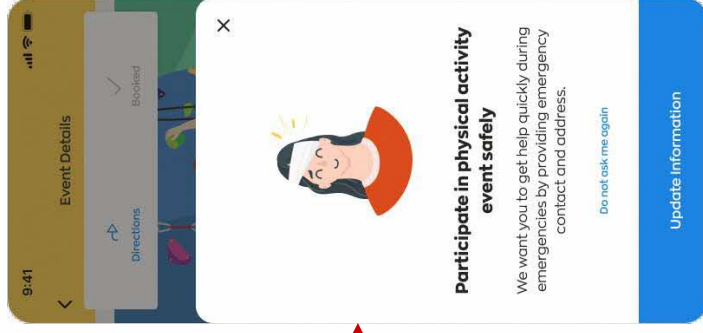 9:41
Event Details
Directions
Booked
Participate in physical activity
event safely
We want you to get help quickly during
emergencies by providing emergency
contact and address.
Do not ask me again
Update Information